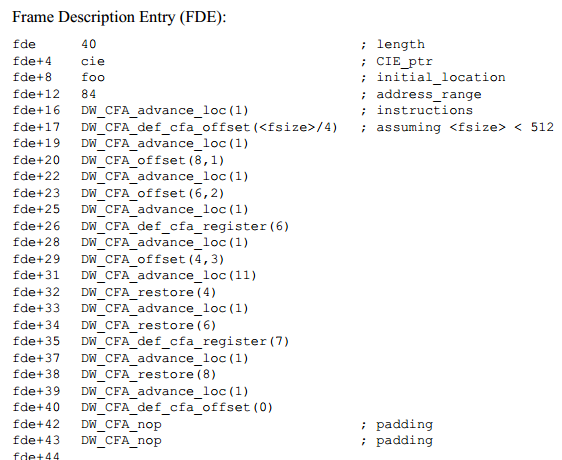 Frame Description Entry (FDE):
fde 40 ; length
fde+4 cie ; CIE_ptr
fde+8 foo ; initial_location
fde+12 84 ; address_range
fde+16 DW_CFA_advance_loc(1) ; instructions
fde+17 DW_CFA_def_cfa_offset(<fsize>/4) ; assuming <fsize> < 512
fde+19 DW_CFA_advance_loc(1)
fde+20 DW_CFA_offset(8,1)
fde+22 DW_CFA_advance_loc(1)
fde+23 DW_CFA_offset(6,2)
fde+25 DW_CFA_advance_loc(1)
fde+26 DW_CFA_def_cfa_register(6)
fde+28 DW_CFA_advance_loc(1)
fde+29 DW_CFA_offset(4,3)
fde+31 DW_CFA_advance_loc(11)
fde+32 DW_CFA_restore(4)
fde+33 DW_CFA_advance_loc(1)
fde+34 DW_CFA_restore(6)
fde+35 DW_CFA_def_cfa_register(7)
fde+37 DW_CFA_advance_loc(1)
fde+38 DW_CFA_restore(8)
fde+39 DW_CFA_advance_loc(1)
fde+40 DW_CFA_def_cfa_offset(0)
fde+42 DW_CFA_nop ; padding
fde+43 DW_CFA_nop ; padding
fde+44